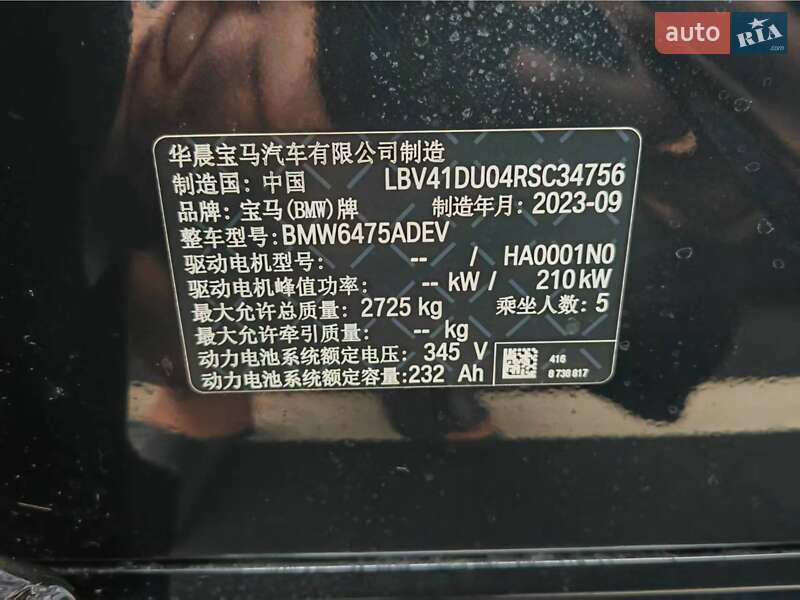 auto RIA .com
华晨宝马汽车有限公司制造
制造国: 中国 LBV41DU04RSC34756
品牌: 宝马(BMW)牌 制造年月: 2023-09
整车型号: BMW6475ADEV
驱动电机型号: -- / HA0001N0
驱动电机峰值功率: -- kW / 210 kW
最大允许总质量: 2725 kg 乘坐人数: 5
最大允许牵引质量: -- kg
动力电池系统额定电压: 345 V 416
动力电池系统额定容量: 232 Ah 8 738 817